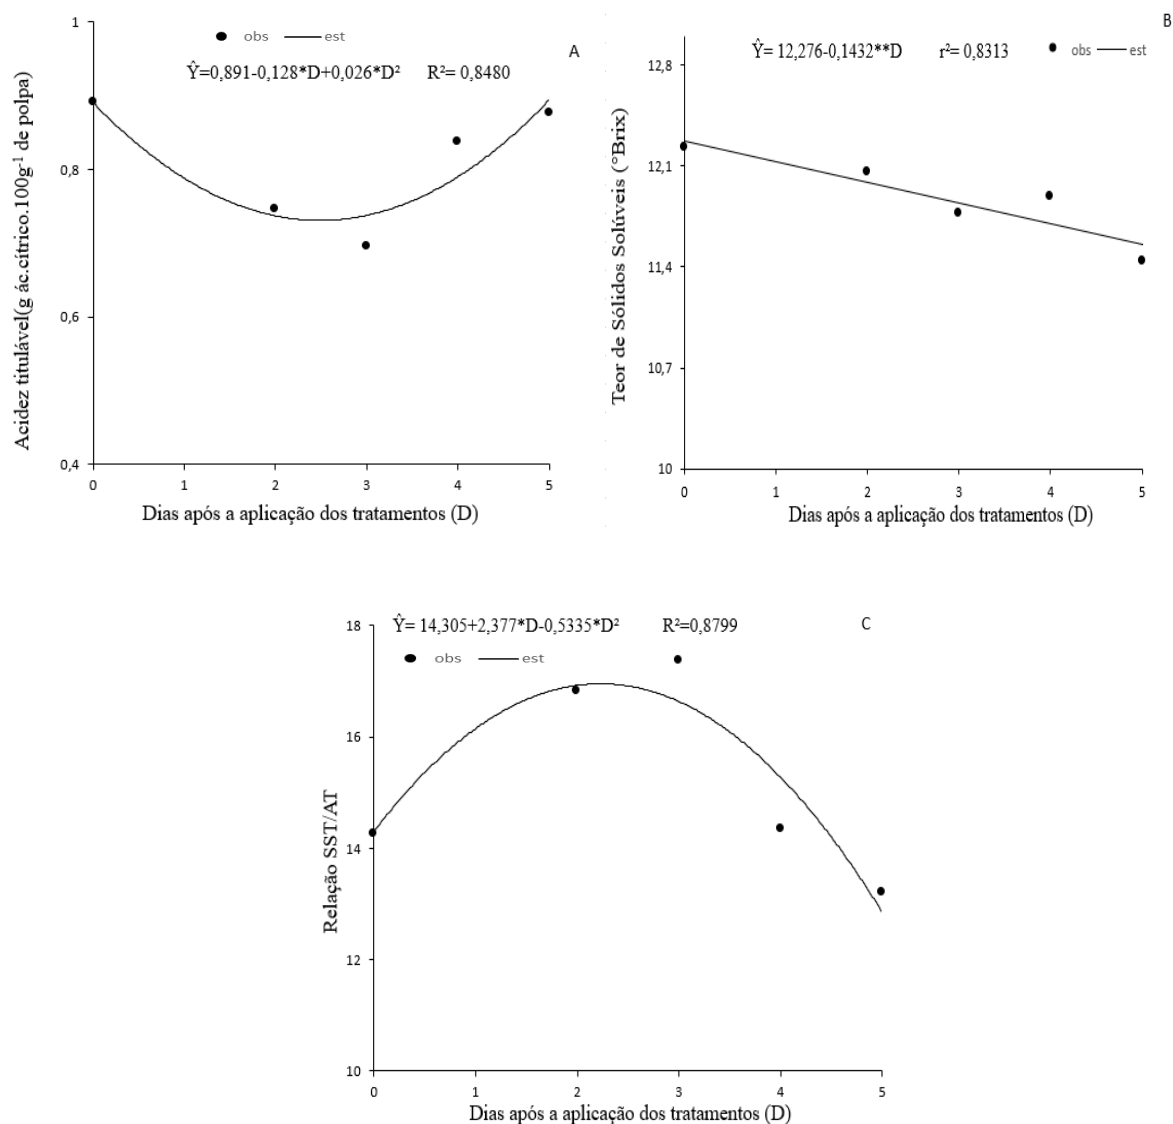 A
obs est
Ŷ=0,891-0,128*D+0,026*D² R²= 0,8480
Acidez titulável(g ác.cítrico.100g⁻¹ de polpa)
1
0,8
0,6
0,4
0 1 2 3 4 5
Dias após a aplicação dos tratamentos (D)
B
Ŷ= 12,276-0,1432**D r²= 0,8313 obs est
Teor de Sólidos Solúveis (°Brix)
12,8
12,1
11,4
10,7
10
0 1 2 3 4 5
Dias após a aplicação dos tratamentos (D)
Ŷ= 14,305+2,377*D-0,5335*D² R²=0,8799 C
obs est
Relação SST/AT
18
16
14
12
10
0 1 2 3 4 5
Dias após a aplicação dos tratamentos (D)